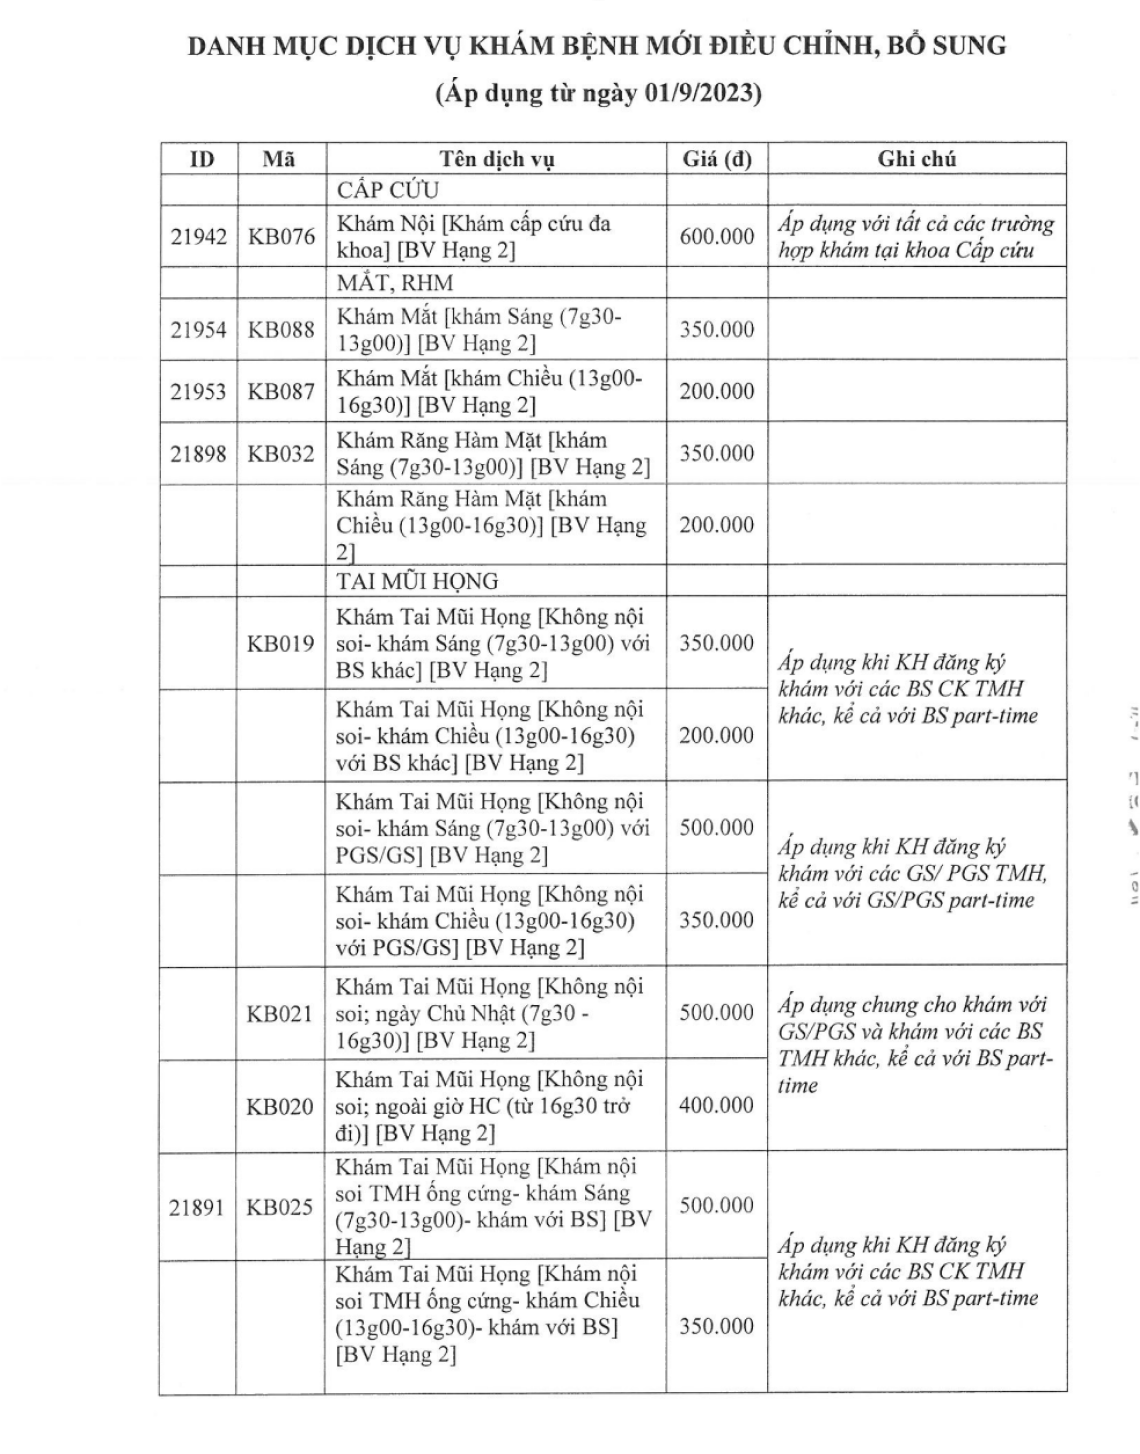 DANH MỤC DỊCH VỤ KHÁM BỆNH MỚI ĐIỀU CHỈNH, BỔ SUNG
(Áp dụng từ ngày 01/9/2023)
ID Mã Tên dịch vụ Giá (đ) Ghi chú
CẤP CỨU
21942 KB076 Khám Nội [Khám cấp cứu đa
khoa] [BV Hạng 2]
600.000
Áp dụng với tất cả các trường
hợp khám tại khoa Cấp cứu
MẮT, RHM
21954 KB088 Khám Mắt [khám Sáng (7g30-
13g00)] [BV Hạng 2]
350.000
21953 KB087 Khám Mắt [khám Chiều (13g00-
16g30)] [BV Hạng 2]
200.000
21898 KB032 Khám Răng Hàm Mặt [khám
Sáng (7g30-13g00)] [BV Hạng 2]
350.000
Khám Răng Hàm Mặt [khám
Chiều (13g00-16g30)] [BV Hạng
2]
200.000
TAI MŨI HỌNG
KB019 Khám Tai Mũi Họng [Không nội
soi- khám Sáng (7g30-13g00) với
BS khác] [BV Hạng 2]
350.000
Áp dụng khi KH đăng ký
khám với các BS CK TMH
khác, kể cả với BS part-time
Khám Tai Mũi Họng [Không nội
soi- khám Chiều (13g00-16g30)
với BS khác] [BV Hạng 2]
200.000
Khám Tai Mũi Họng [Không nội
soi- khám Sáng (7g30-13g00) với
PGS/GS] [BV Hạng 2]
500.000
Áp dụng khi KH đăng ký
khám với các GS/ PGS TMH,
kể cả với GS/PGS part-time
Khám Tai Mũi Họng [Không nội
soi- khám Chiều (13g00-16g30)
với PGS/GS] [BV Hạng 2]
350.000
KB021 Khám Tai Mũi Họng [Không nội
soi; ngày Chủ Nhật (7g30 -
16g30)] [BV Hạng 2]
500.000
Áp dụng chung cho khám với
GS/PGS và khám với các BS
TMH khác, kể cả với BS part-
time
KB020 Khám Tai Mũi Họng [Không nội
soi; ngoài giờ HC (từ 16g30 trở
đi)] [BV Hạng 2]
400.000
21891 KB025 Khám Tai Mũi Họng [Khám nội
soi TMH ống cứng- khám Sáng
(7g30-13g00)- khám với BS] [BV
Hạng 2]
500.000
Áp dụng khi KH đăng ký
khám với các BS CK TMH
khác, kể cả với BS part-time
Khám Tai Mũi Họng [Khám nội
soi TMH ống cứng- khám Chiều
(13g00-16g30)- khám với BS]
[BV Hạng 2]
350.000